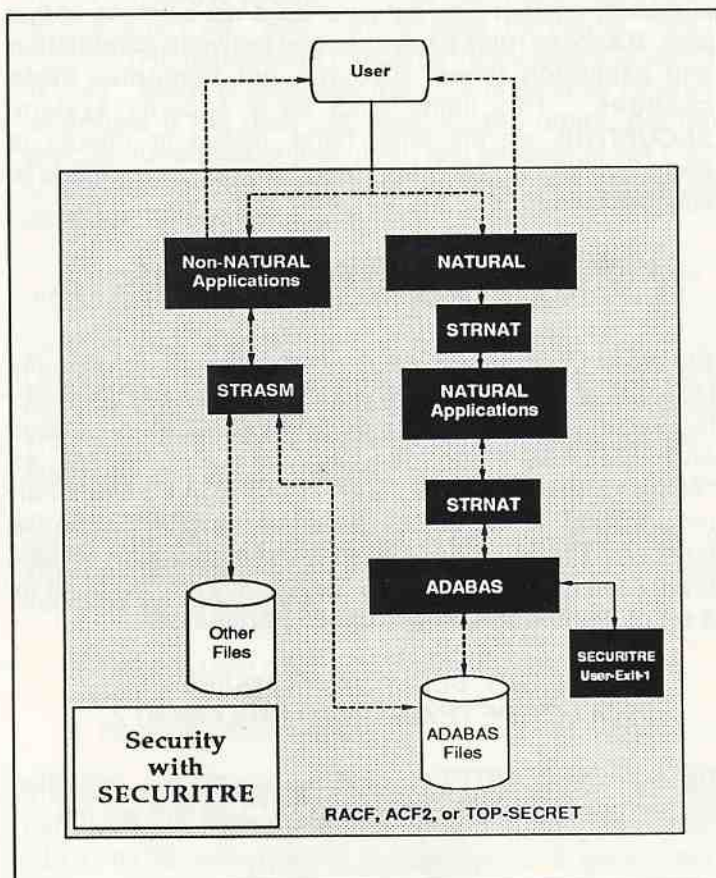 User
Non-NATURAL
Applications
NATURAL
STRNAT
STRASM
NATURAL
Applications
STRNAT
ADABAS
Other
Files
SECURITRE
User-Exit-1
ADABAS
Files
Security
with
SECURITRE
RACF, ACF2, or TOP-SECRET